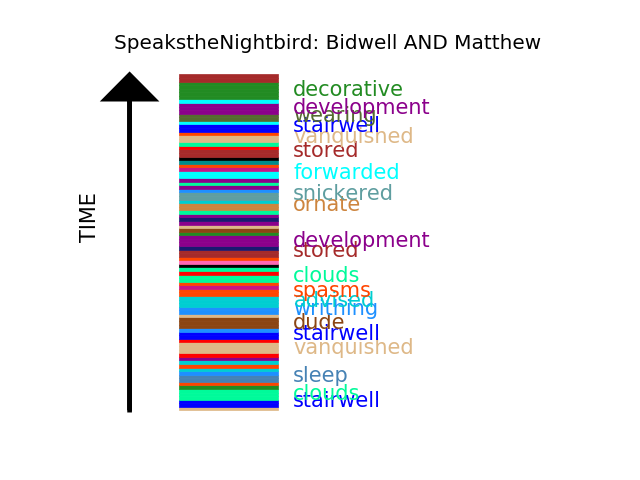 SpeakstheNightbird: Bidwell AND Matthew
decorative
development
wearing
stairwell
vanquished
stored
forwarded
snickered
ornate
development
stored
clouds
spasms
advised
writhing
dude
stairwell
vanquished
sleep
clouds
stairwell
TIME